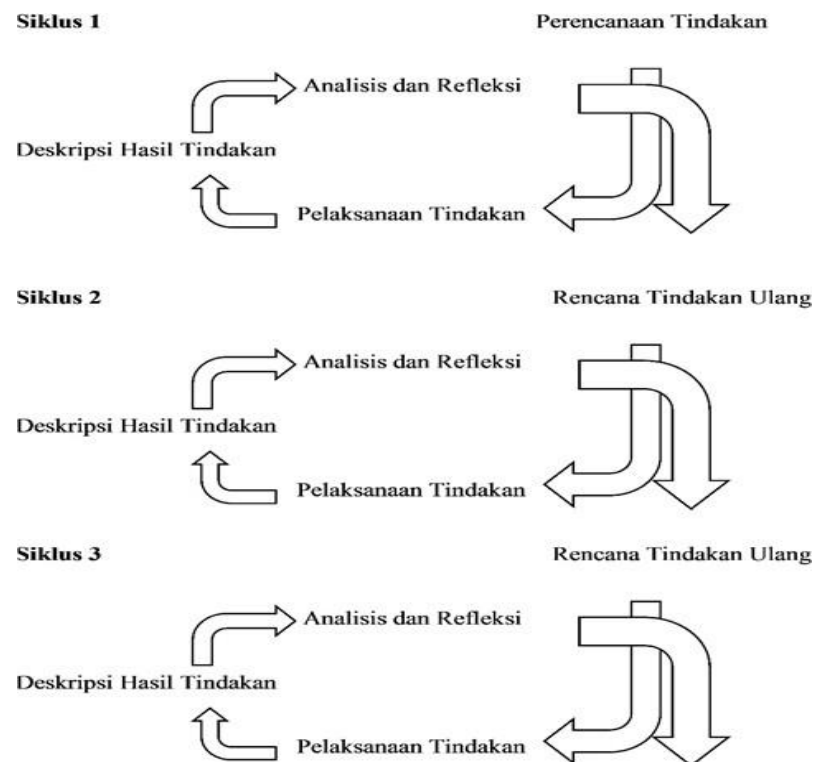 Siklus 1
Perencanaan Tindakan
Analisis dan Refleksi
Deskripsi Hasil Tindakan
Pelaksanaan Tindakan
Siklus 2
Rencana Tindakan Ulang
Analisis dan Refleksi
Deskripsi Hasil Tindakan
Pelaksanaan Tindakan
Siklus 3
Rencana Tindakan Ulang
Analisis dan Refleksi
Deskripsi Hasil Tindakan
Pelaksanaan Tindakan